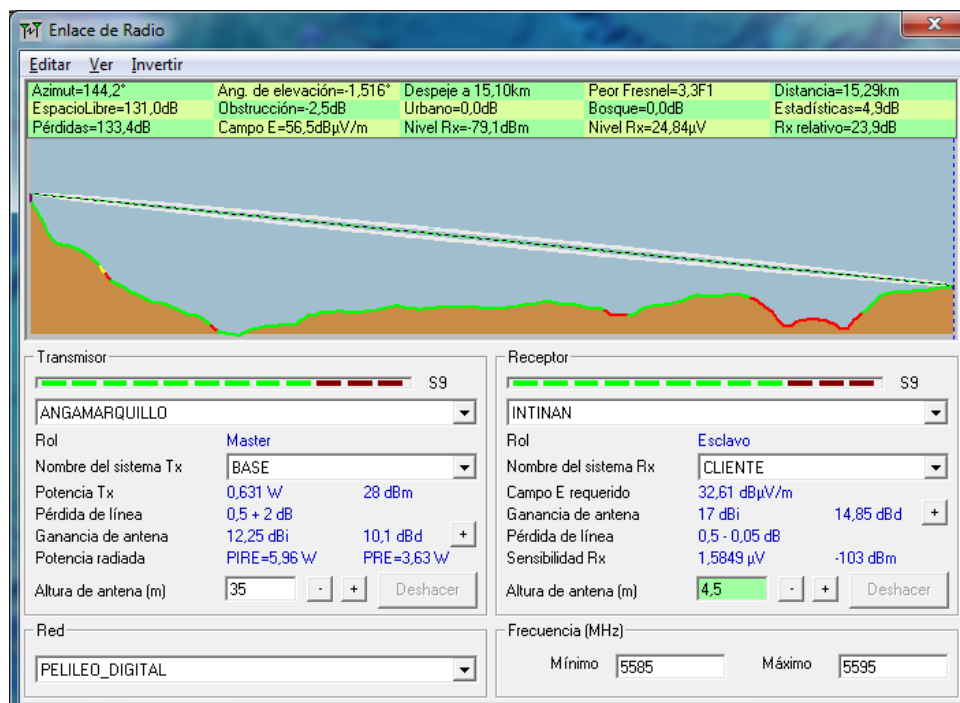 Enlace de Radio
Editar Ver Invertir
Azimut=144,2° Ang. de elevación=-1,516° Despeje a 15,10km Peor Fresnel=3,3F1 Distancia=15,29km
EspacioLibre=131,0dB Obstrucción=-2,5dB Urbano=0,0dB Bosque=0,0dB Estadísticas=4,9dB
Pérdidas=133,4dB Campo E=56,5dBµV/m Nivel Rx=-79,1dBm Nivel Rx=24,84µV Rx relativo=23,9dB
Transmisor
S9
ANGAMARQUILLO
Rol Master
Nombre del sistema Tx BASE
Potencia Tx 0,631 W 28 dBm
Pérdida de línea 0,5 + 2 dB
Ganancia de antena 12,25 dBi 10,1 dBd +
Potencia radiada PIRE=5,96 W PRE=3,63 W
Altura de antena (m) 35 - + Deshacer
Red
PELILEO_DIGITAL
Receptor
S9
INTINAN
Rol Esclavo
Nombre del sistema Rx CLIENTE
Campo E requerido 32,61 dBµV/m
Ganancia de antena 17 dBi 14,85 dBd +
Pérdida de línea 0,5 - 0,05 dB
Sensibilidad Rx 1,5849 µV -103 dBm
Altura de antena (m) 4,5 - + Deshacer
Frecuencia (MHz)
Mínimo 5585 Máximo 5595